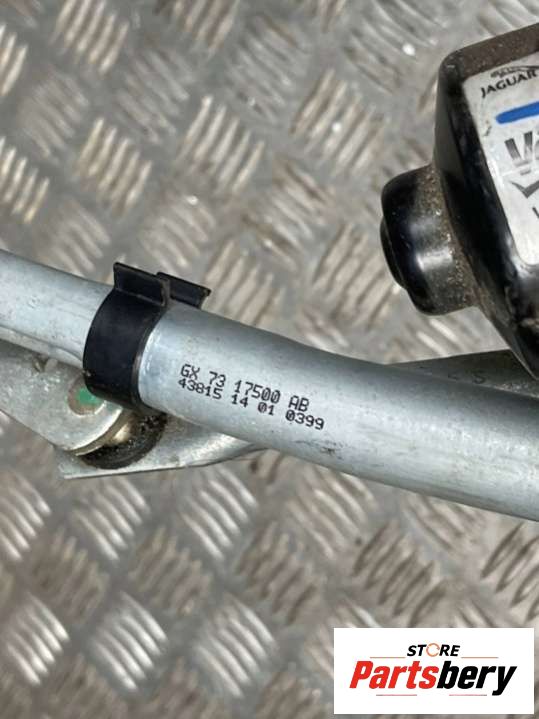 JAGUAR
GX 73 17500 AB
43815 14 01 0399
STORE
Partsbery